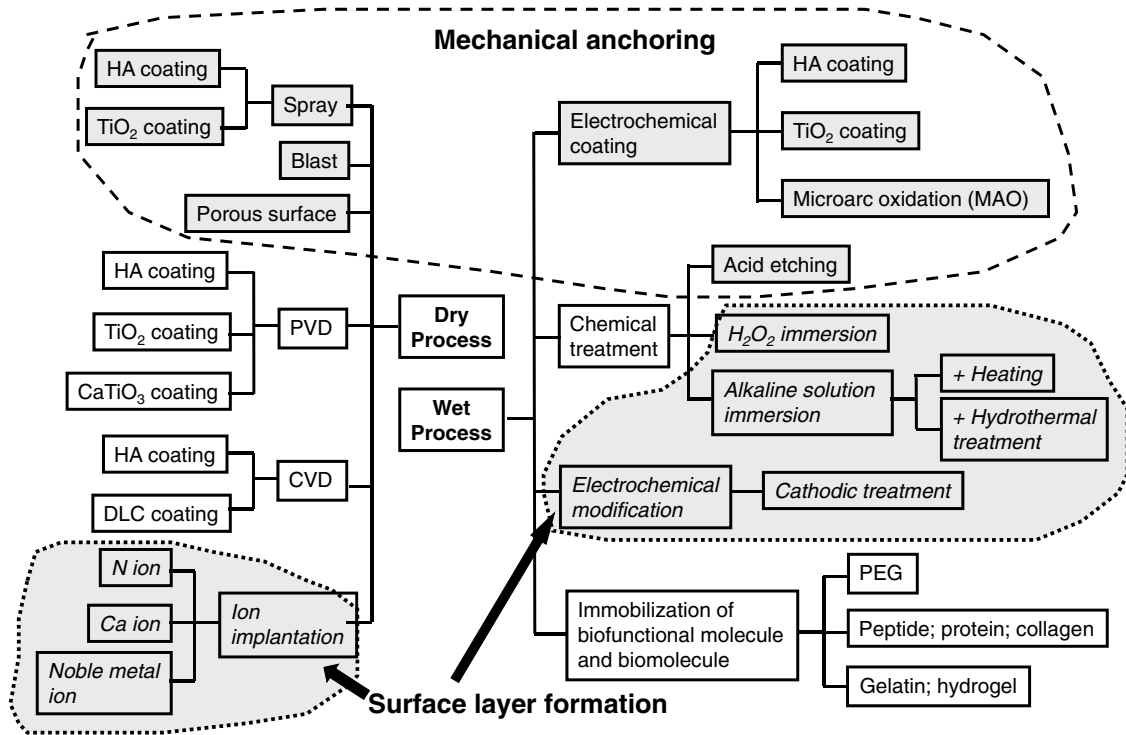 Mechanical anchoring
HA coating
TiO₂ coating
Spray
Blast
Porous surface
HA coating
TiO₂ coating
CaTiO₃ coating
PVD
HA coating
DLC coating
CVD
N ion
Ca ion
Noble metal
ion
Ion
implantation
Dry
Process
Wet
Process
Electrochemical
coating
HA coating
TiO₂ coating
Microarc oxidation (MAO)
Chemical
treatment
Acid etching
H₂O₂ immersion
Alkaline solution
immersion
+ Heating
+ Hydrothermal
treatment
Electrochemical
modification
Cathodic treatment
Immobilization of
biofunctional molecule
and biomolecule
PEG
Peptide; protein; collagen
Gelatin; hydrogel
Surface layer formation